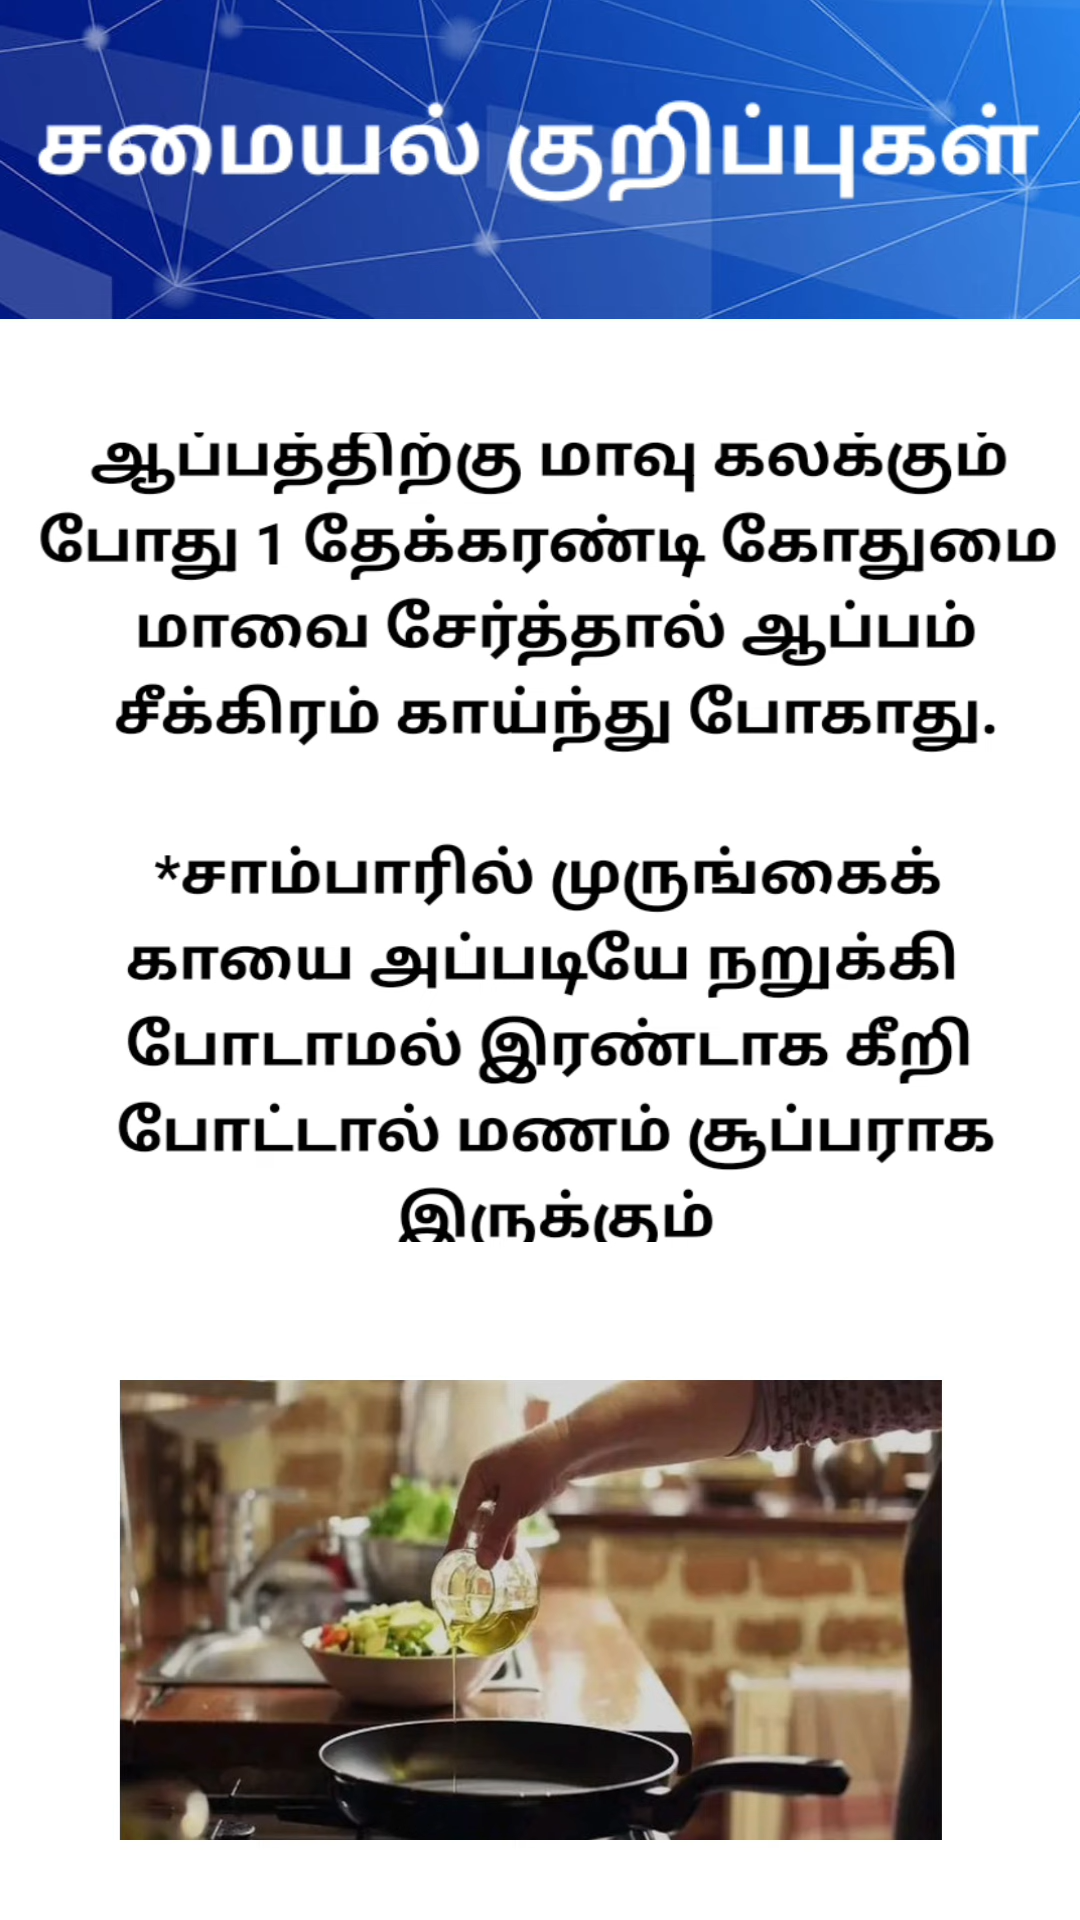 சமையல் குறிப்புகள்
ஆப்பத்திற்கு மாவு கலக்கும்
போது 1 தேக்கரண்டி கோதுமை
மாவை சேர்த்தால் ஆப்பம்
சீக்கிரம் காய்ந்து போகாது.
*சாம்பாரில் முருங்கைக்
காயை அப்படியே நறுக்கி
போடாமல் இரண்டாக கீறி
போட்டால் மணம் சூப்பராக
இருக்கும்